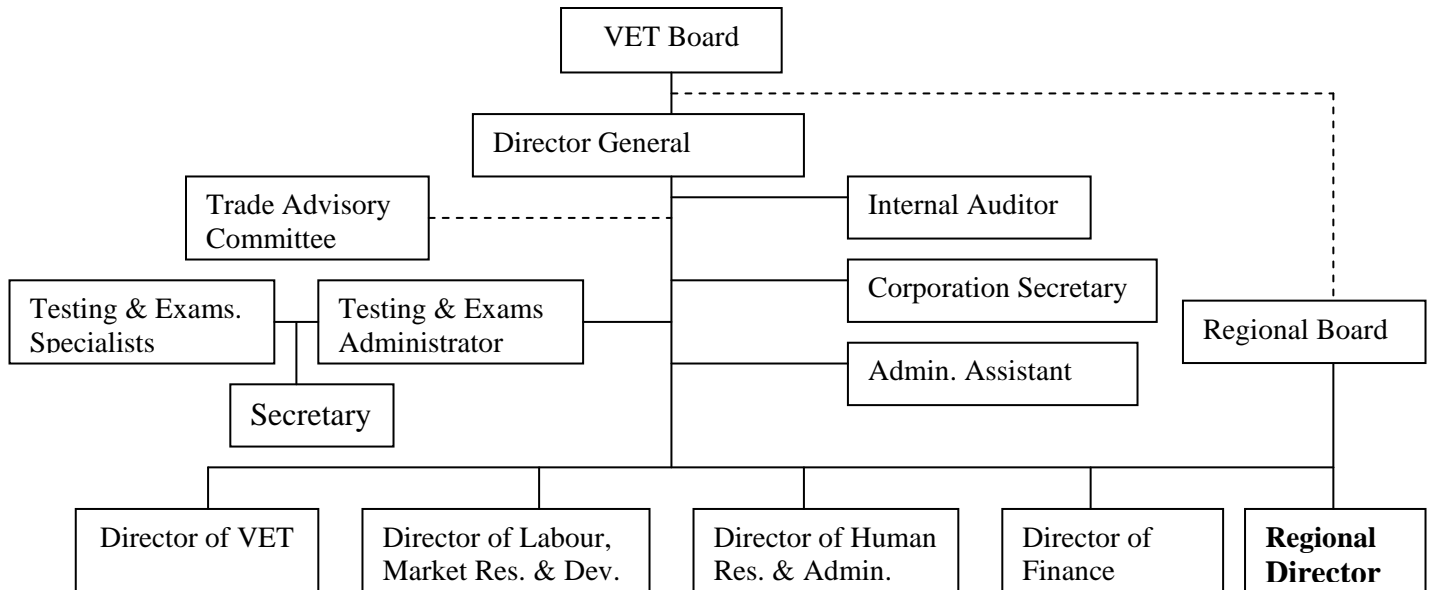 VET Board
Director General
Trade Advisory
Committee
Internal Auditor
Corporation Secretary
Testing & Exams.
Specialists
Testing & Exams
Administrator
Regional Board
Admin. Assistant
Secretary
Director of VET
Director of Labour,
Market Res. & Dev.
Director of Human
Res. & Admin.
Director of
Finance
Regional
Director